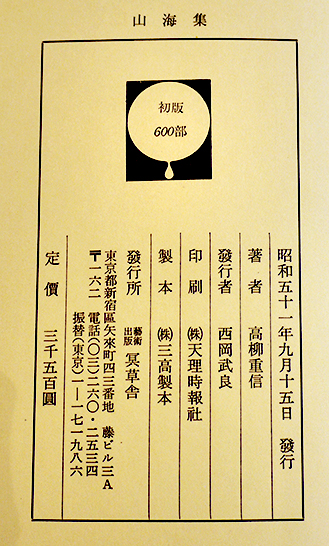 山海集
初版
600部
昭和五十一年九月十五日　發行
著者　高柳重信
發行者　西岡武良
印刷　㈱天理時報社
製本　㈱三高製本
發行所　藝術出版　冥草舎
東京都新宿區矢來町四三番地　藤ビル三A
〒一六二　電話(〇三)二六〇・二五三四
振替(東京)一―一七一九八六
定價　三千五百圓